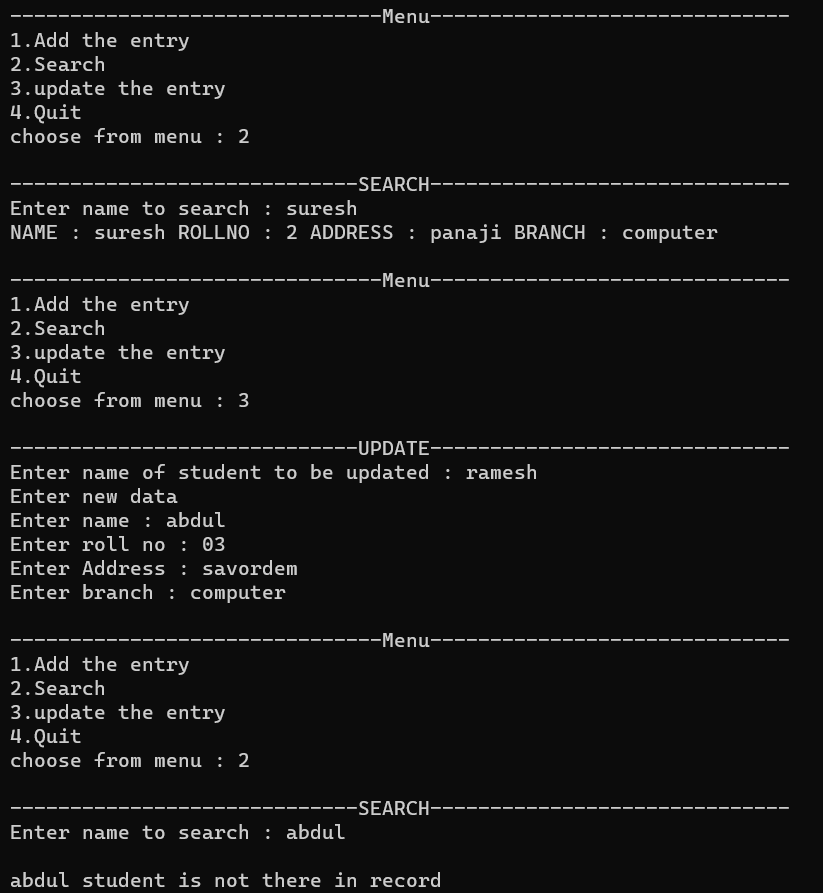 -------------------------------Menu------------------------------
1.Add the entry
2.Search
3.update the entry
4.Quit
choose from menu : 2
-----------------------------SEARCH------------------------------
Enter name to search : suresh
NAME : suresh ROLLNO : 2 ADDRESS : panaji BRANCH : computer
-------------------------------Menu------------------------------
1.Add the entry
2.Search
3.update the entry
4.Quit
choose from menu : 3
-----------------------------UPDATE------------------------------
Enter name of student to be updated : ramesh
Enter new data
Enter name : abdul
Enter roll no : 03
Enter Address : savordem
Enter branch : computer
-------------------------------Menu------------------------------
1.Add the entry
2.Search
3.update the entry
4.Quit
choose from menu : 2
-----------------------------SEARCH------------------------------
Enter name to search : abdul
abdul student is not there in record